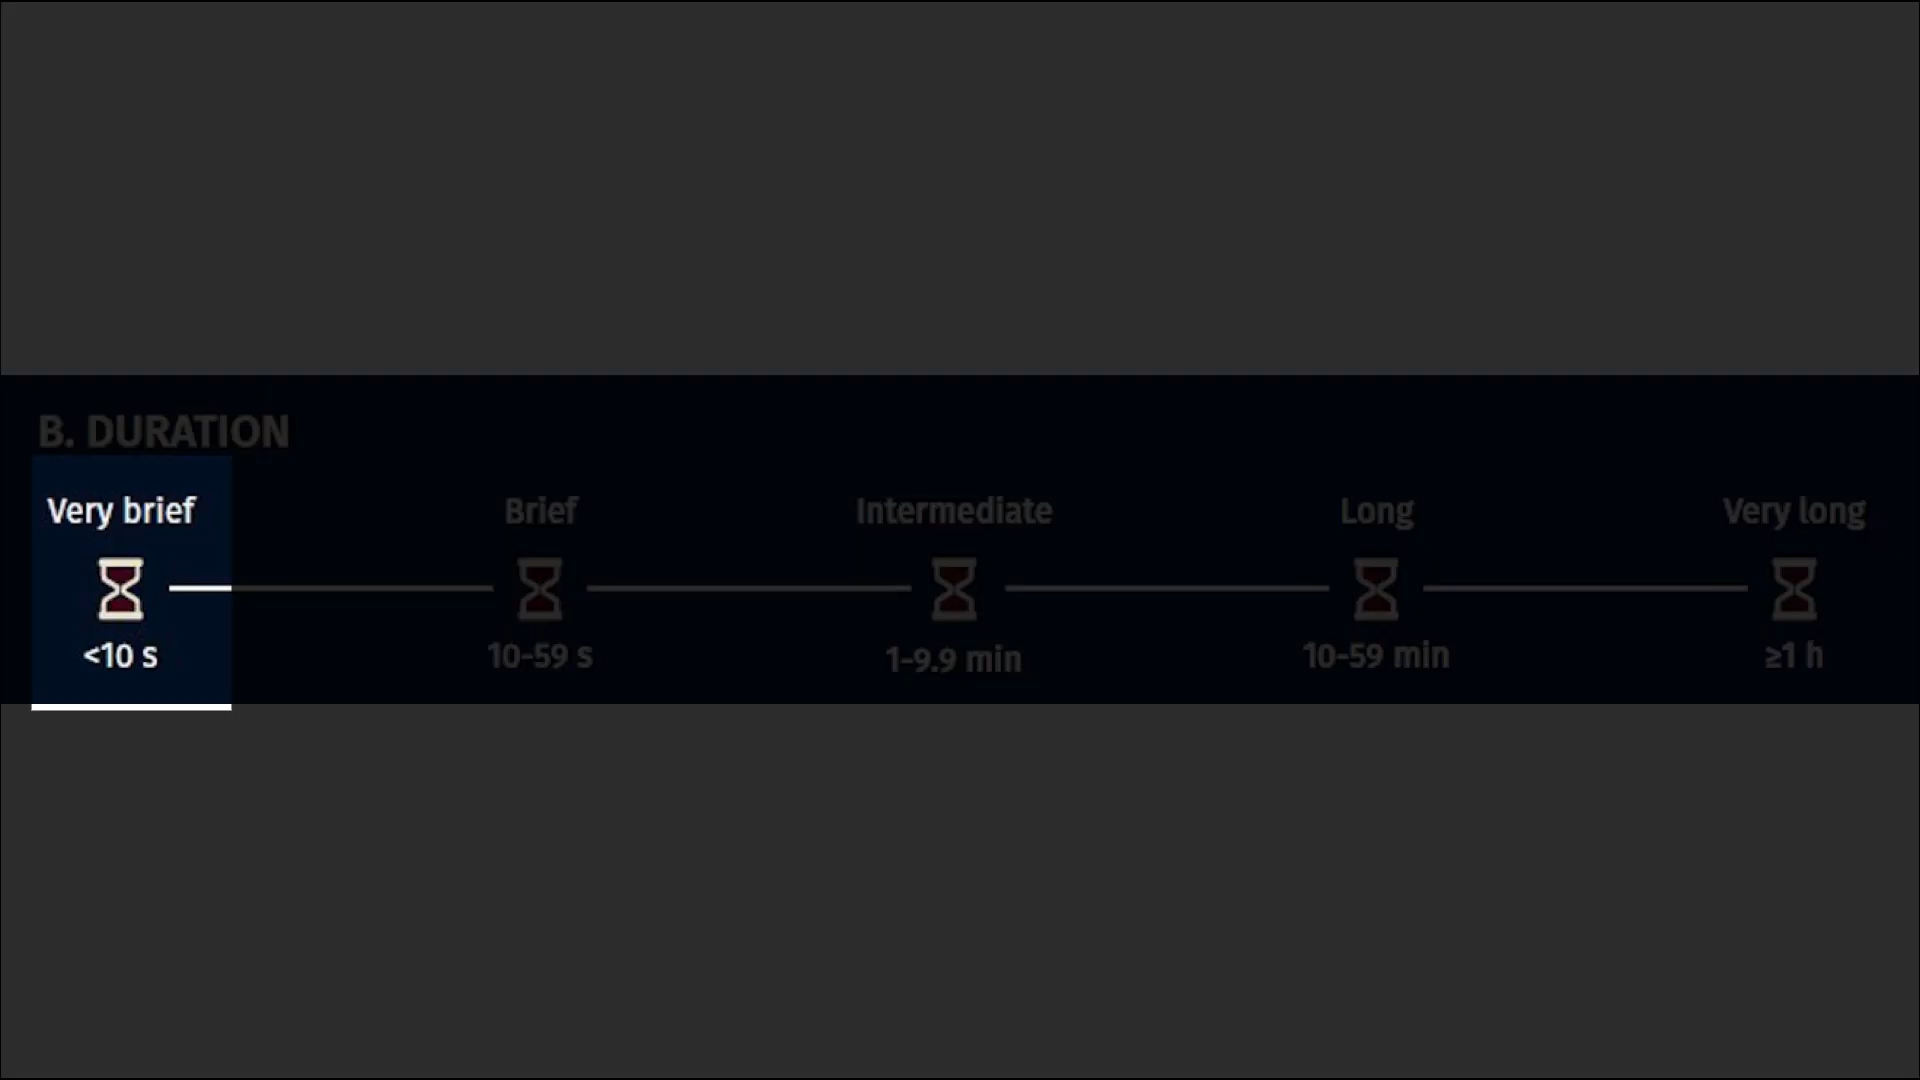 B. DURATION
Very brief Brief Intermediate Long Very long
<10 s 10-59 s 1-9.9 min 10-59 min ≥1 h